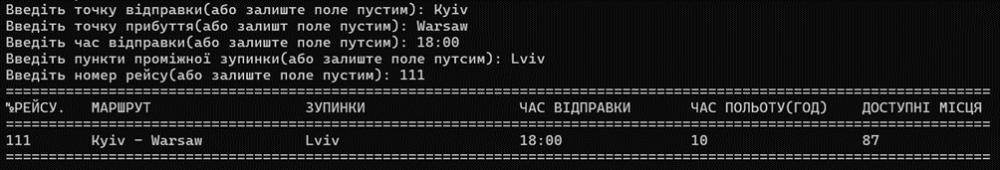 Введіть точку відправки(або залиште поле пустим): Kyiv
Введіть точку прибуття(або залишт поле пустим): Warsaw
Введіть час відправки(або залиште поле путсим): 18:00
Введіть пункти проміжної зупинки(або залиште поле путсим): Lviv
Введіть номер рейсу(або залиште поле пустим): 111
№РЕЙСУ. МАРШРУТ ЗУПИНКИ ЧАС ВІДПРАВКИ ЧАС ПОЛЬОТУ(ГОД) ДОСТУПНІ МІСЦЯ
111 Kyiv - Warsaw Lviv 18:00 10 87